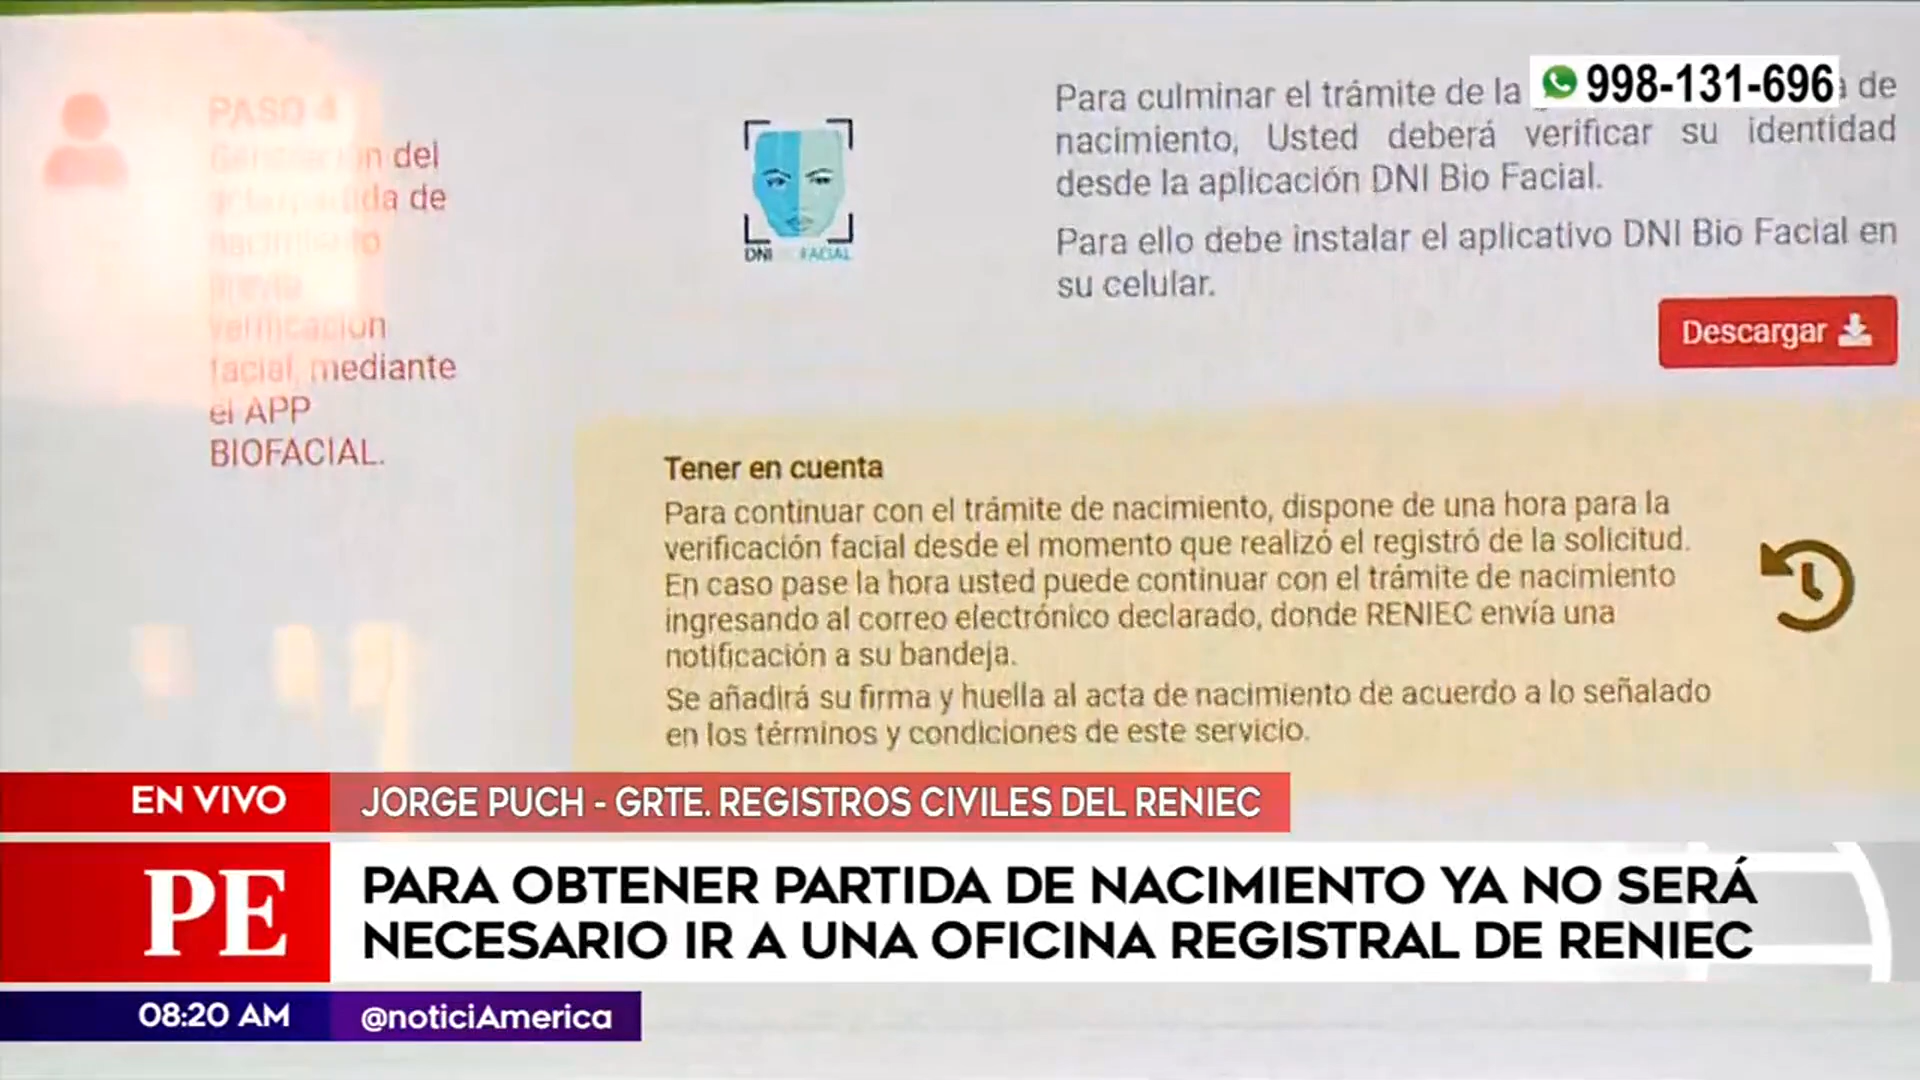 998-131-696
PASO 4
Generación del
acta/partida de
nacimiento
previa
verificación
facial, mediante
el APP
BIOFACIAL.
DNI FACIAL
Para culminar el trámite de la de
nacimiento, Usted deberá verificar su identidad
desde la aplicación DNI Bio Facial.
Para ello debe instalar el aplicativo DNI Bio Facial en
su celular.
Descargar
Tener en cuenta
Para continuar con el trámite de nacimiento, dispone de una hora para la
verificación facial desde el momento que realizó el registró de la solicitud.
En caso pase la hora usted puede continuar con el trámite de nacimiento
ingresando al correo electrónico declarado, donde RENIEC envía una
notificación a su bandeja.
Se añadirá su firma y huella al acta de nacimiento de acuerdo a lo señalado
en los términos y condiciones de este servicio.
EN VIVO
JORGE PUCH - GRTE. REGISTROS CIVILES DEL RENIEC
PE
PARA OBTENER PARTIDA DE NACIMIENTO YA NO SERÁ
NECESARIO IR A UNA OFICINA REGISTRAL DE RENIEC
08:20 AM
@noticiAmerica